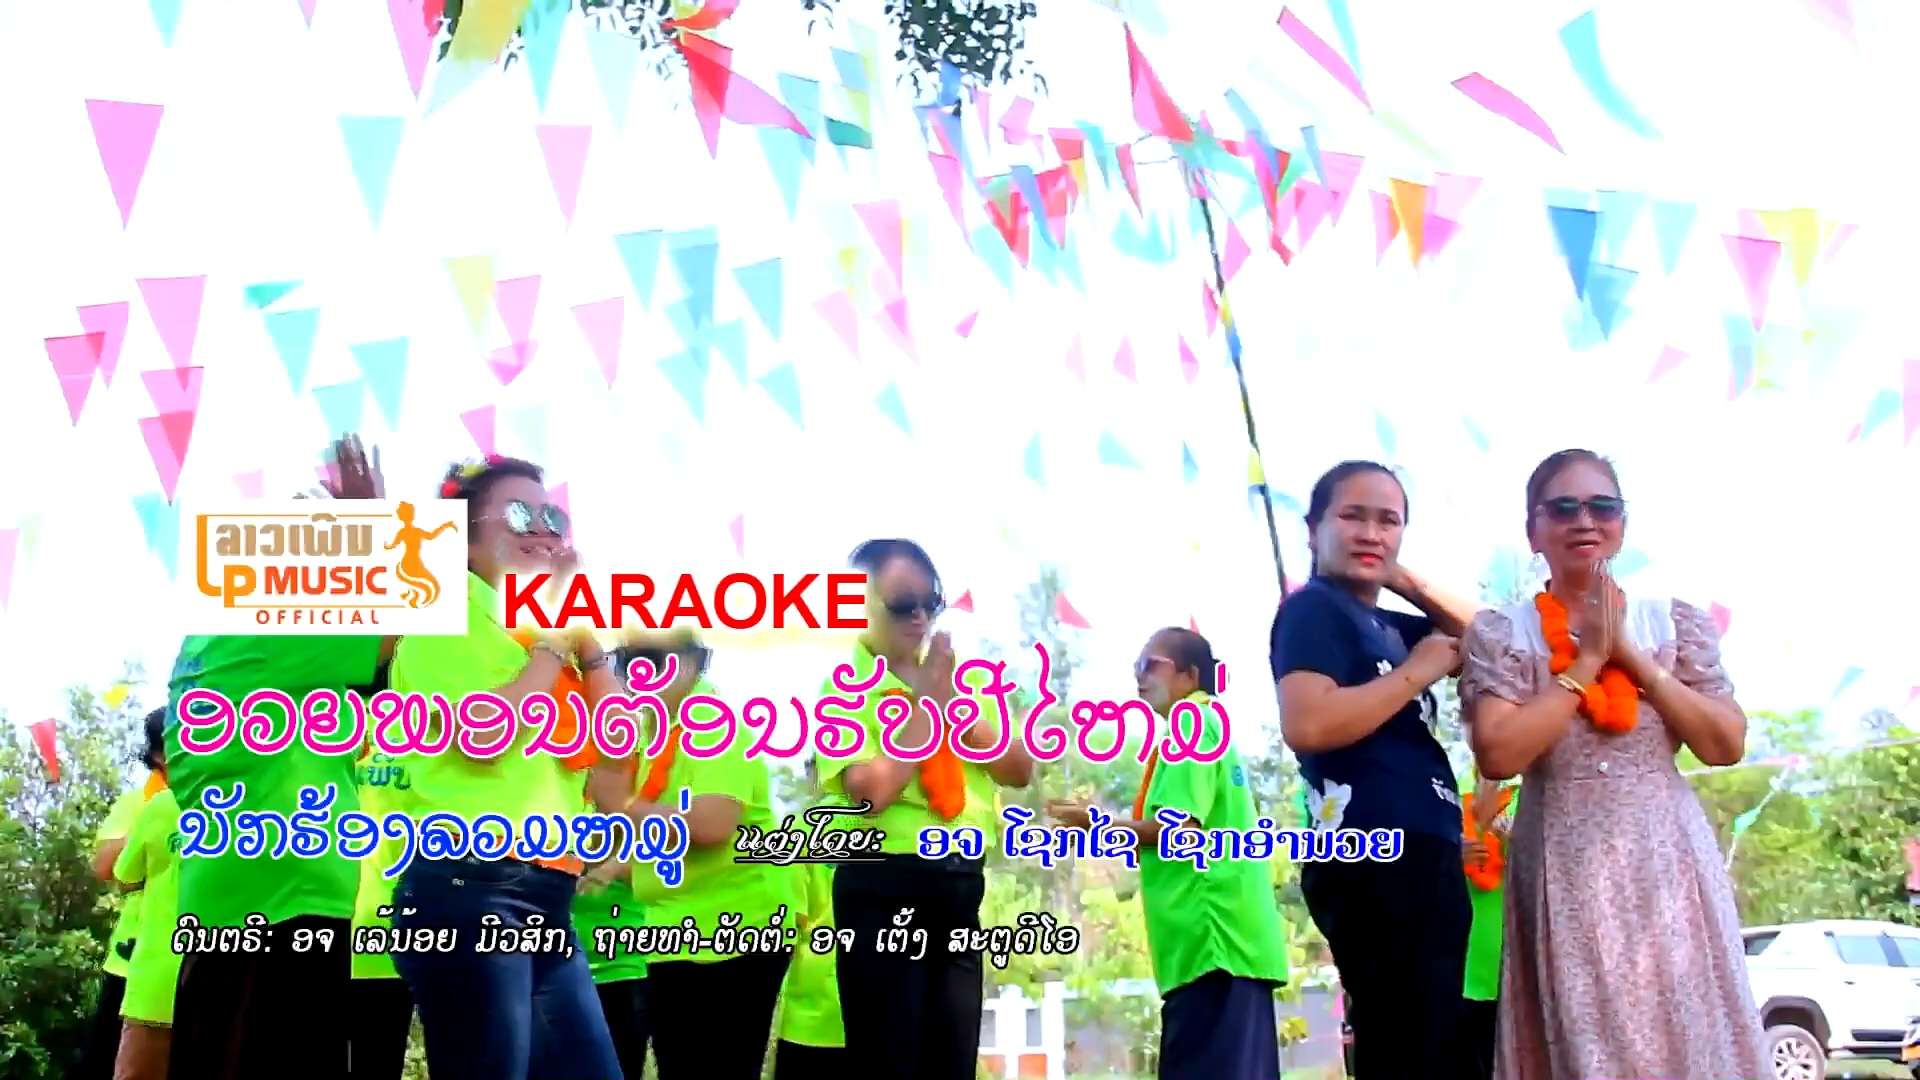 ລາວເພີນ
LP MUSIC
OFFICIAL
KARAOKE
ອວຍພອນຕ້ອນຮັບປີໃຫມ່
ນັກຮ້ອງລວມຫມູ່ ແຕ່ງໂດຍ: ອຈ ໂຊກໄຊ ໂຊກອຳນວຍ
ດົນຕຣີ: ອຈ ເລ້ນ້ອຍ ມີວສິກ, ຖ່າຍທຳ-ຕັດຕໍ່: ອຈ ເຕັ້ງ ສະຕູດີໂອ